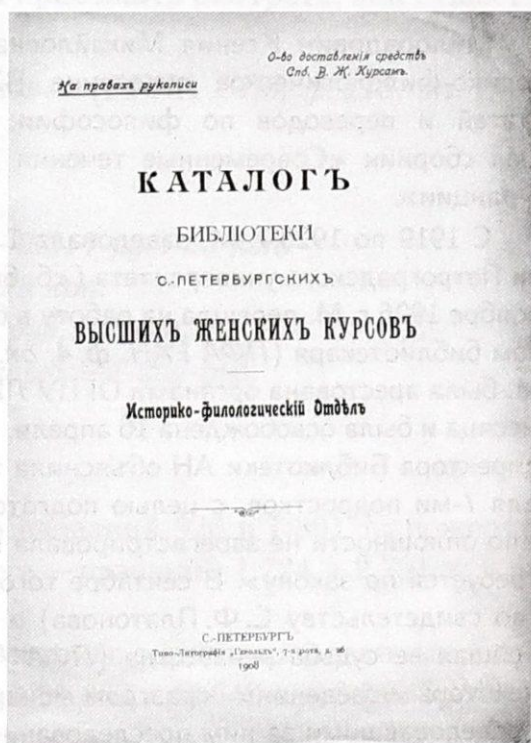 О-во доставленія средствъ
Спб. В. Ж. Курсамъ.
На правахъ рукописи
КАТАЛОГЪ
БИБЛІОТЕКИ
С.-ПЕТЕРБУРГСКИХЪ
ВЫСШИХЪ ЖЕНСКИХЪ КУРСОВЪ
Историко-филологическій Отдѣлъ
С.-ПЕТЕРБУРГЪ
Типо-Литографія 7-я рота, д. 26
1908